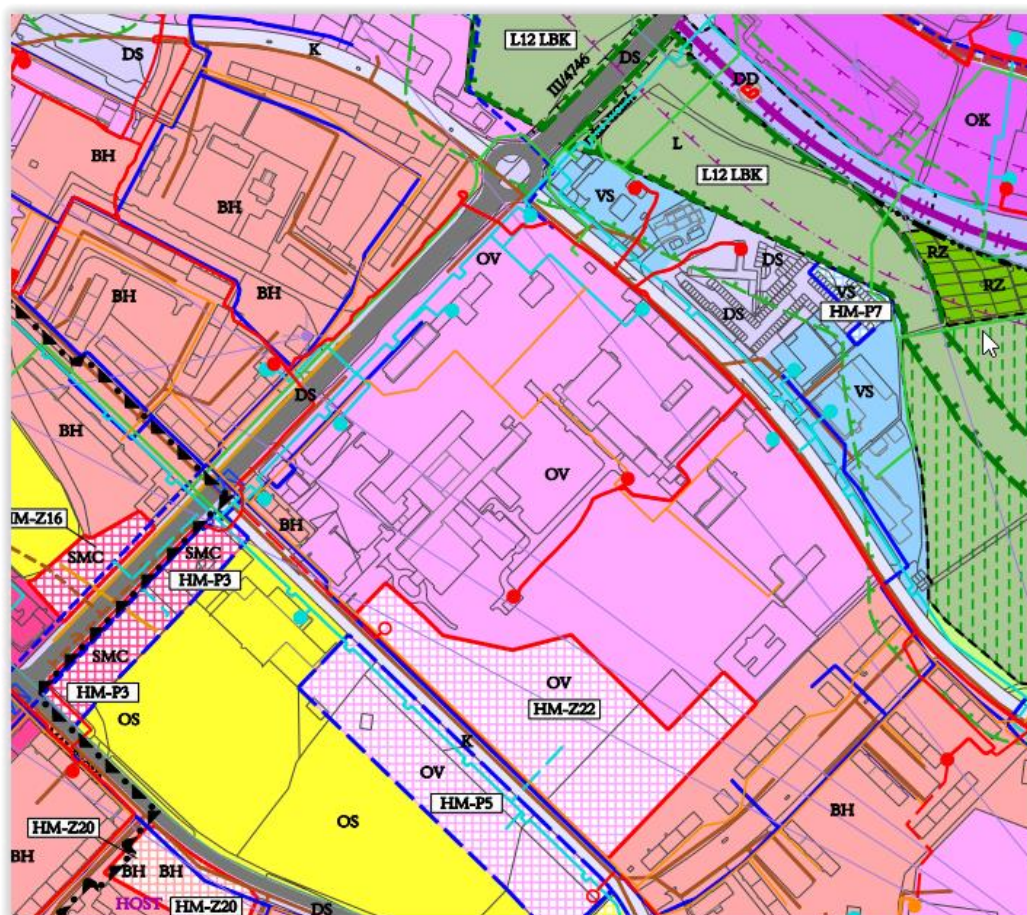 L12 LBK
DS
K
DS
III/4746
DD
OK
BH
L
L12 LBK
VS
BH
RZ
OV
DS
RZ
BH
BH
DS
VS
HM-P7
DS
VS
BH
OV
HM-Z16
BH
SMC
SMC
HM-P3
SMC
OV
HM-P3
HM-Z22
OS
K
OV
HM-P5
BH
OS
HM-Z20
BH
BH
BH
HOST
HM-Z20
DS